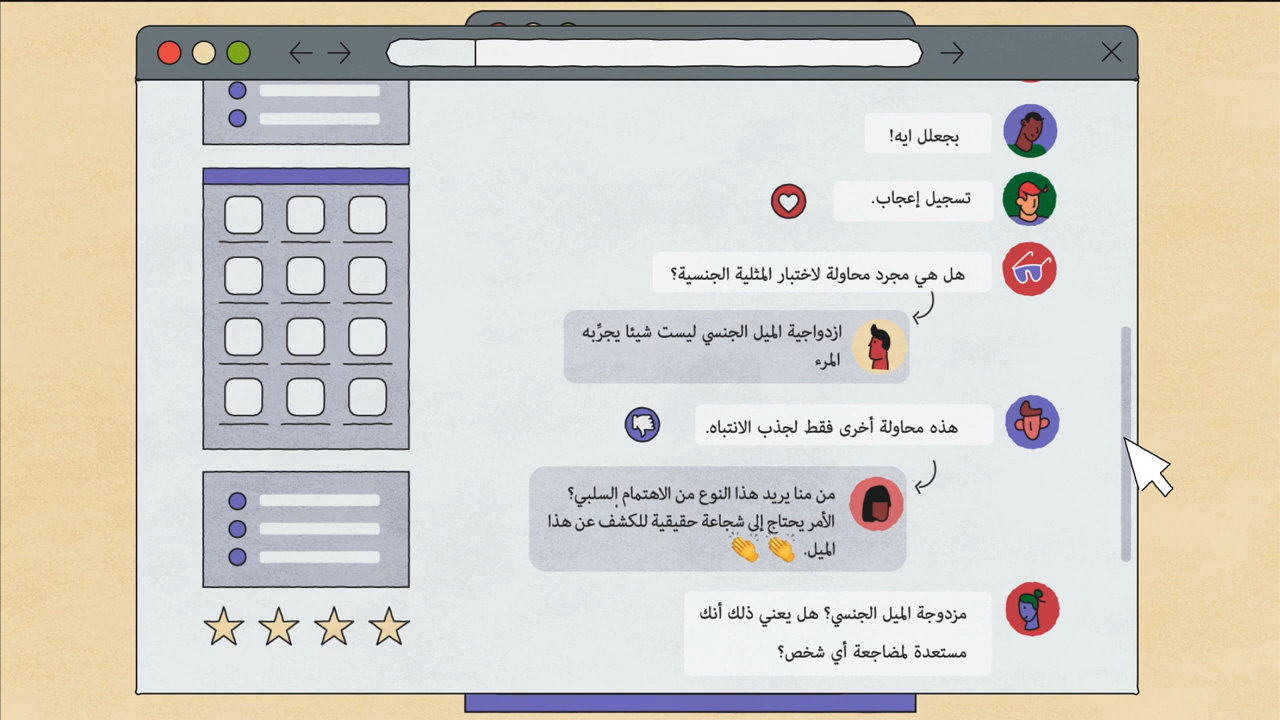 بجعلل ايه!
تسجيل إعجاب.
هل هي مجرد محاولة لاختبار المثلية الجنسية؟
ازدواجية الميل الجنسي ليست شيئا يجرِّبه
المرء
هذه محاولة أخرى فقط لجذب الانتباه.
من منا يريد هذا النوع من الاهتمام السلبي؟
الأمر يحتاج إلى شجاعة حقيقية للكشف عن هذا
الميل. 👏 👏
مزدوجة الميل الجنسي؟ هل يعني ذلك أنك
مستعدة لمضاجعة أي شخص؟